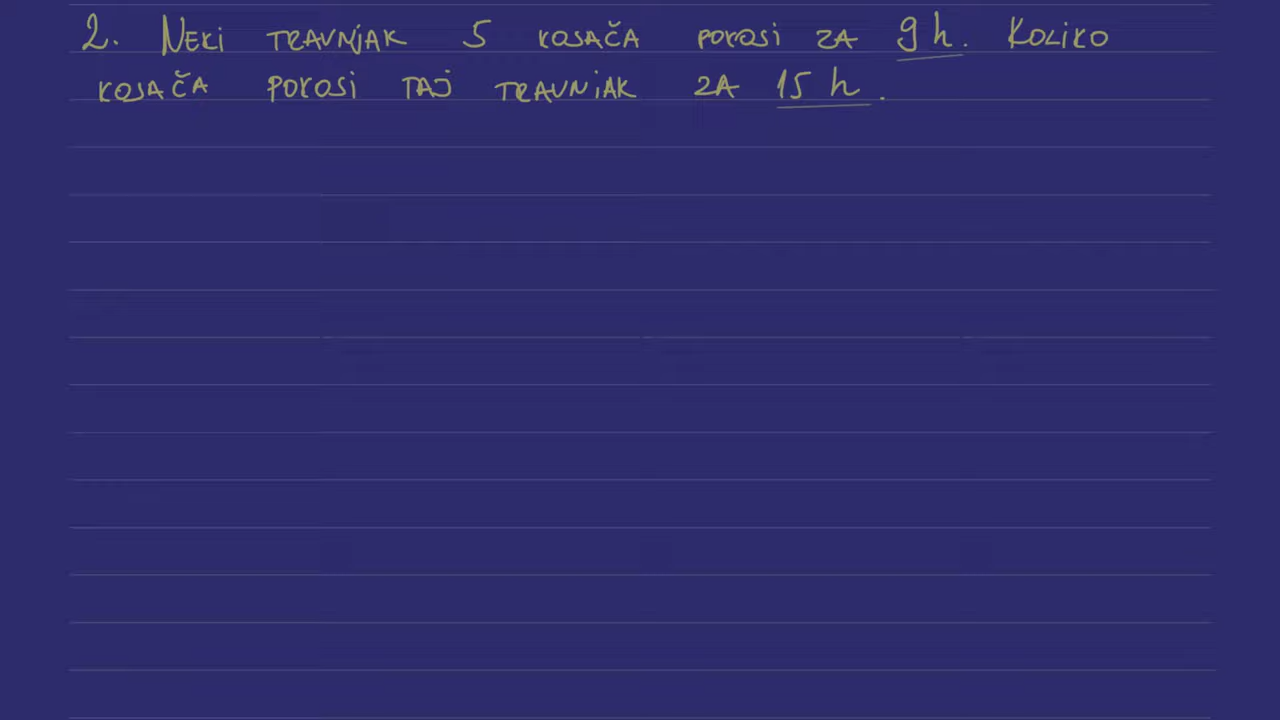 2. NEKI TRAVNJAK 5 KOSAČA POKOSI ZA 9 h. KOLIKO
KOSAČA POKOSI TAJ TRAVNJAK ZA 15 h.